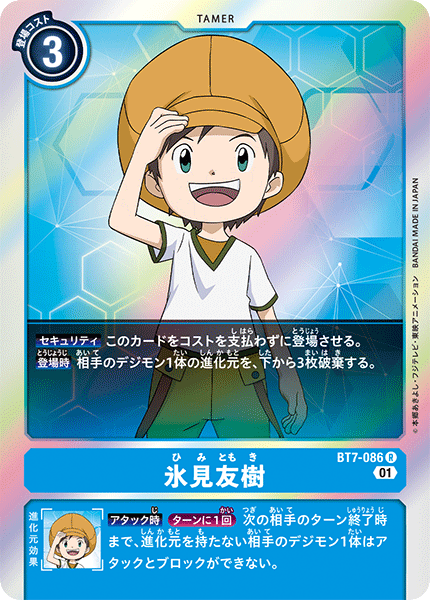 TAMER
登場コスト
3
セキュリティ このカードをコストを支払わずに登場させる。
登場時 相手のデジモン1体の進化元を、下から3枚破棄する。
©本郷あきよし・フジテレビ・東映アニメーション BANDAI MADE IN JAPAN
BT7-086 R
01
ひみともき
氷見友樹
進化元効果
アタック時 ターンに1回 次の相手のターン終了時
まで、進化元を持たない相手のデジモン1体はア
タックとブロックができない。